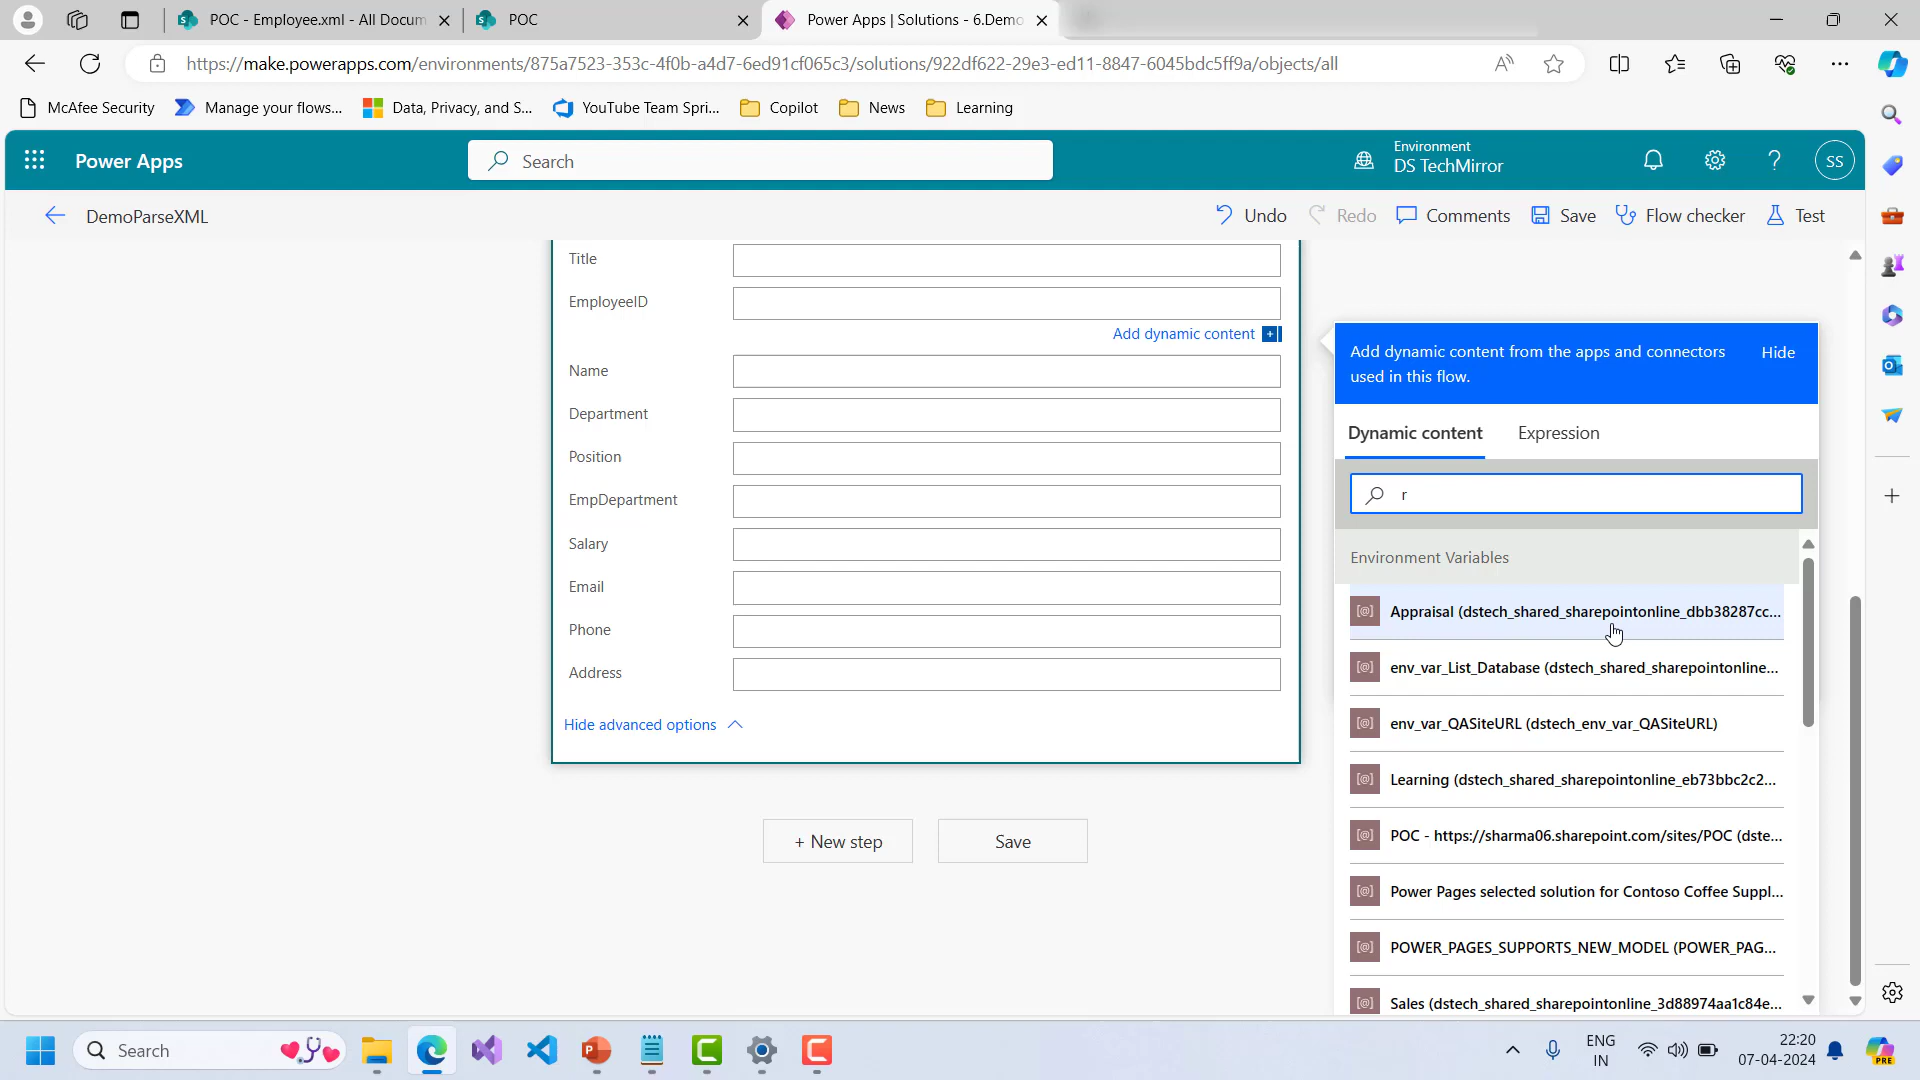 POC - Employee.xml - All Docum
POC
Power Apps | Solutions - 6.Demo
https://make.powerapps.com/environments/875a7523-353c-4f0b-a4d7-6ed91cf065c3/solutions/922df622-29e3-ed11-8847-6045bdc5ff9a/objects/all
McAfee Security
Manage your flows...
Data, Privacy, and S...
YouTube Team Spri...
Copilot
News
Learning
Power Apps
Search
Environment
DS TechMirror
SS
DemoParseXML
Undo
Redo
Comments
Save
Flow checker
Test
Title
EmployeeID
Add dynamic content
Name
Department
Position
EmpDepartment
Salary
Email
Phone
Address
Hide advanced options
+ New step
Save
Add dynamic content from the apps and connectors
used in this flow.
Hide
Dynamic content
Expression
r
Environment Variables
Appraisal (dstech_shared_sharepointonline_dbb38287cc...
env_var_List_Database (dstech_shared_sharepointonline...
env_var_QASiteURL (dstech_env_var_QASiteURL)
Learning (dstech_shared_sharepointonline_eb73bbc2c2...
POC - https://sharma06.sharepoint.com/sites/POC (dste...
Power Pages selected solution for Contoso Coffee Suppl...
POWER_PAGES_SUPPORTS_NEW_MODEL (POWER_PAG...
Sales (dstech_shared_sharepointonline_3d88974aa1c84e...
Search
ENG
IN
22:20
07-04-2024
PRE